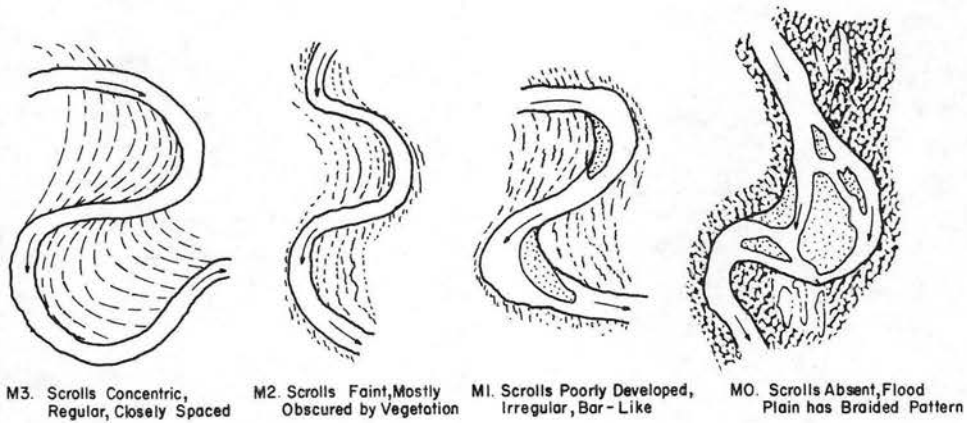 M3. Scrolls Concentric,
Regular, Closely Spaced
M2. Scrolls Faint, Mostly
Obscured by Vegetation
M1. Scrolls Poorly Developed,
Irregular, Bar-Like
MO. Scrolls Absent, Flood
Plain has Braided Pattern